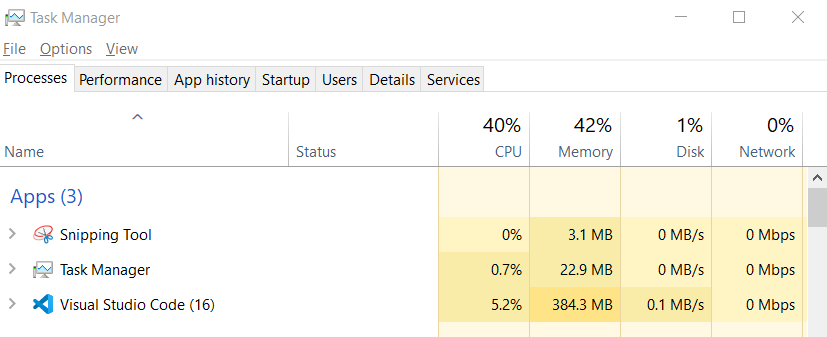 Task Manager
File Options View
Processes Performance App history Startup Users Details Services
40% 42% 1% 0%
Name Status CPU Memory Disk Network
Apps (3)
Snipping Tool 0% 3.1 MB 0 MB/s 0 Mbps
Task Manager 0.7% 22.9 MB 0 MB/s 0 Mbps
Visual Studio Code (16) 5.2% 384.3 MB 0.1 MB/s 0 Mbps